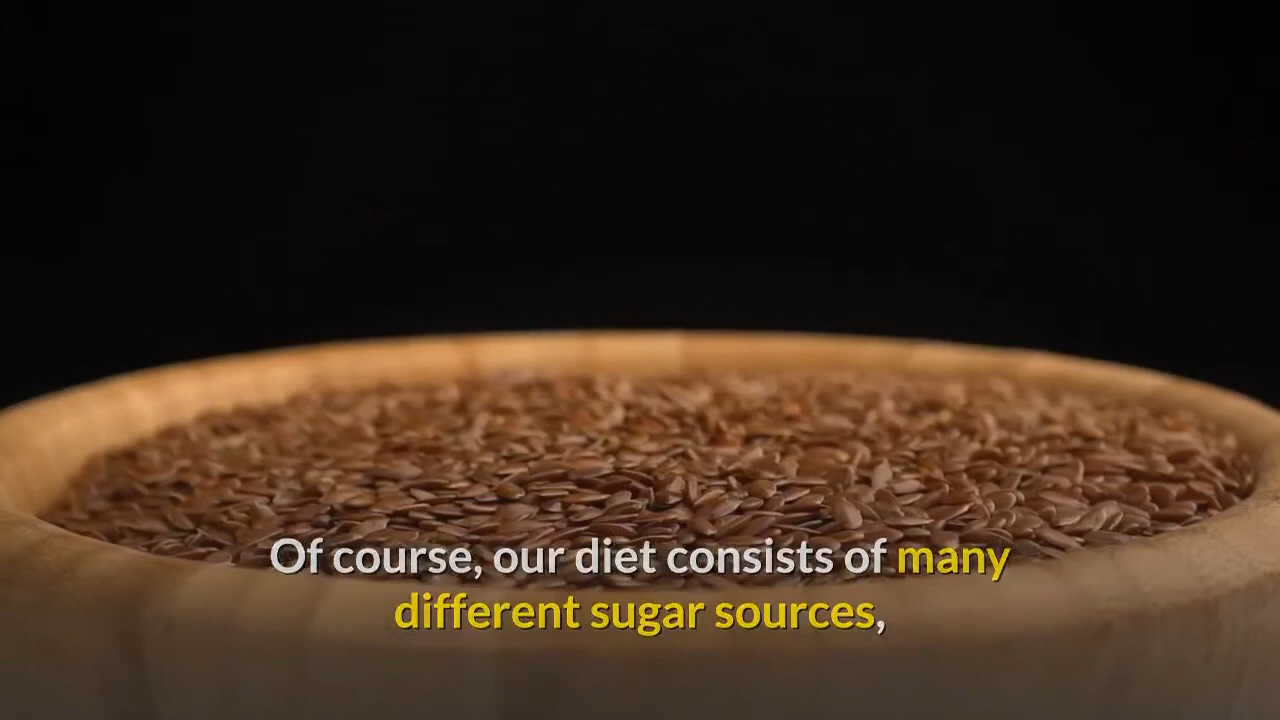 Of course, our diet consists of many
different sugar sources,